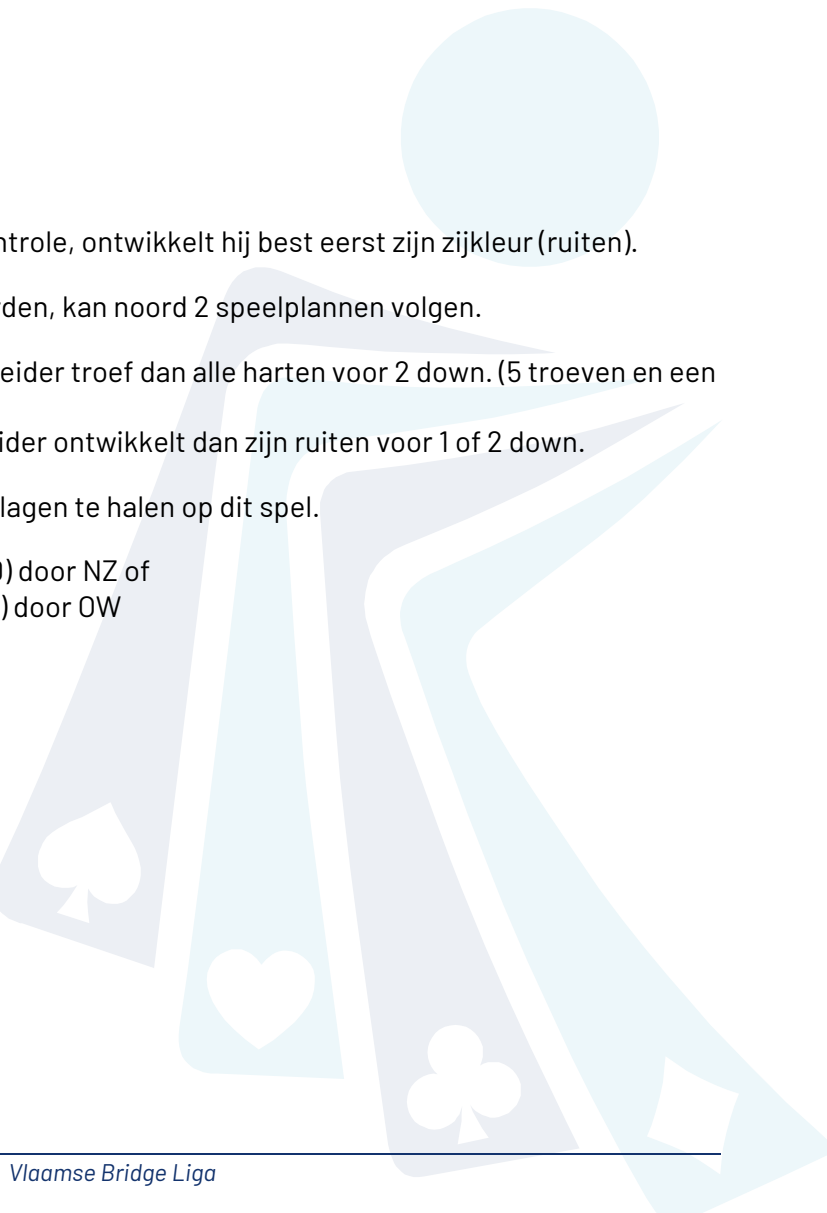 ntrole, ontwikkelt hij best eerst zijn zijkleur (ruiten).
rden, kan noord 2 speelplannen volgen.
eider troef dan alle harten voor 2 down. (5 troeven en een
ider ontwikkelt dan zijn ruiten voor 1 of 2 down.
lagen te halen op dit spel.
) door NZ of
) door OW
Vlaamse Bridge Liga